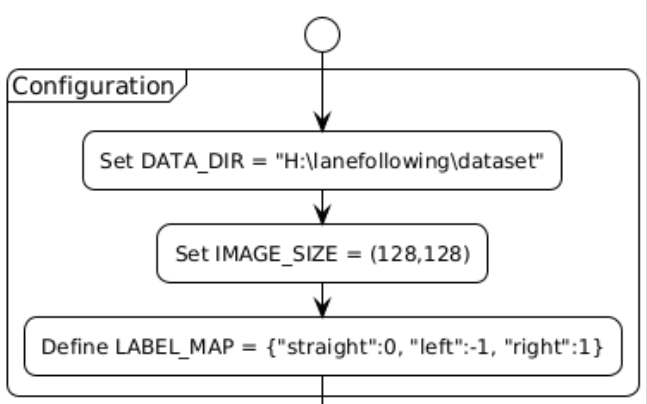 Configuration
Set DATA_DIR = "H:\lanefollowing\dataset"
Set IMAGE_SIZE = (128,128)
Define LABEL_MAP = {"straight":0, "left":-1, "right":1}